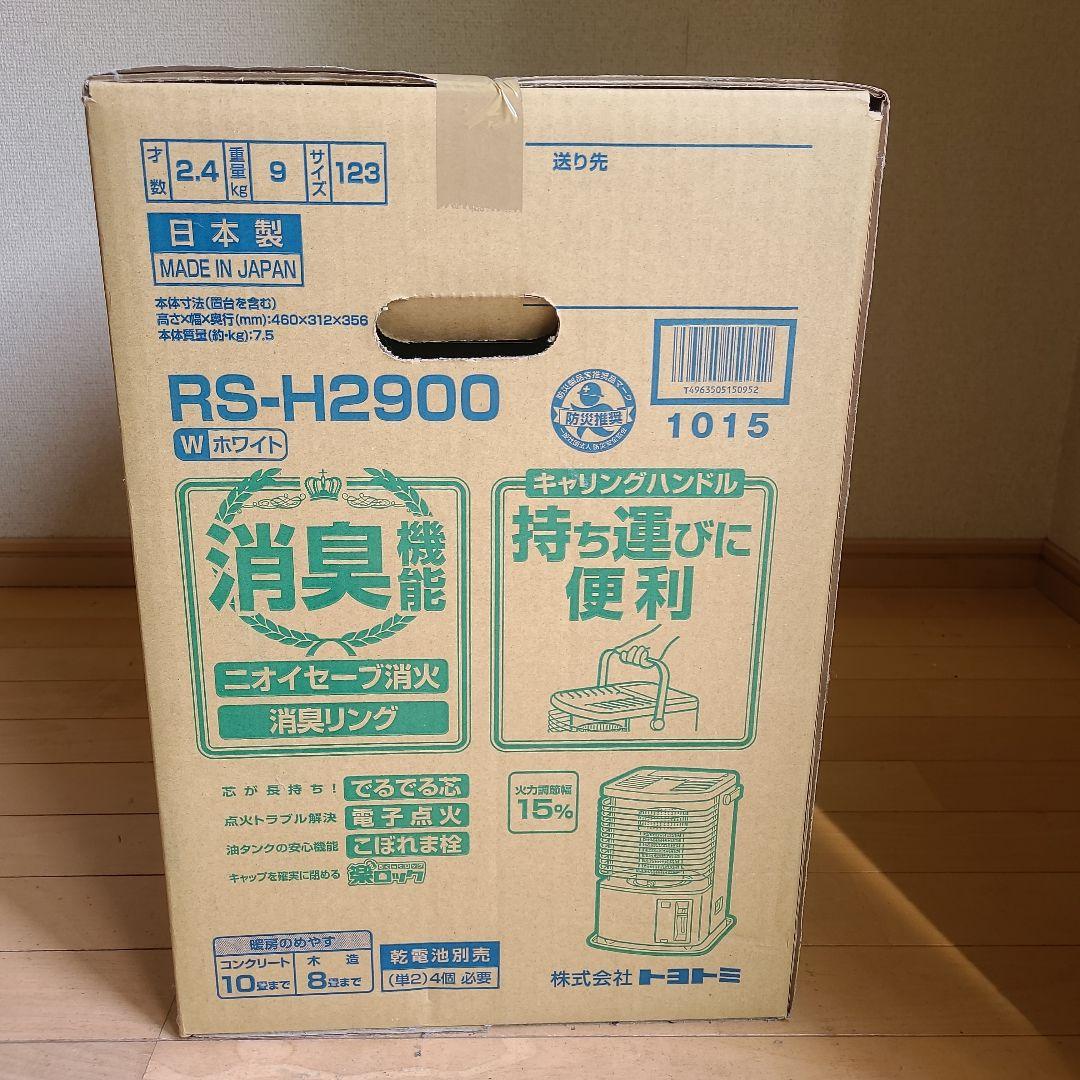 才数 2.4 重量kg 9 サイズ 123
送り先
日本製
MADE IN JAPAN
本体寸法(置台を含む)
高さ×幅×奥行(mm):460×312×356
本体質量(約・kg):7.5
T4963505150952
1015
RS-H2900
W ホワイト
防災推奨
消臭機能
ニオイセーブ消火
消臭リング
キャリングハンドル
持ち運びに
便利
芯が長持ち! でるでる芯
点火トラブル解決 電子点火
油タンクの安心機能 こぼれま栓
キャップを確実に閉める 楽ロック
火力調節幅
15%
暖房のめやす
コンクリート 木造
10畳まで 8畳まで
乾電池別売
(単2)4個 必要
株式会社 トヨトミ